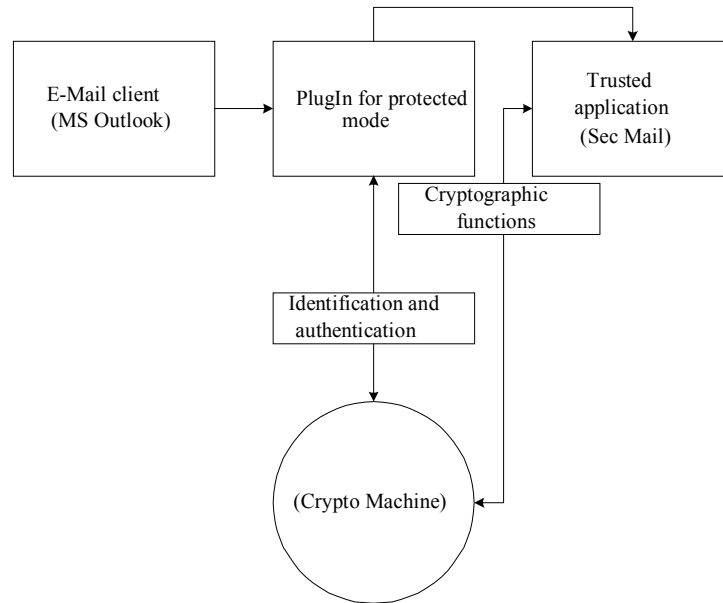 E-Mail client
(MS Outlook)
PlugIn for protected
mode
Trusted
application
(Sec Mail)
Cryptographic
functions
Identification and
authentication
(Crypto Machine)